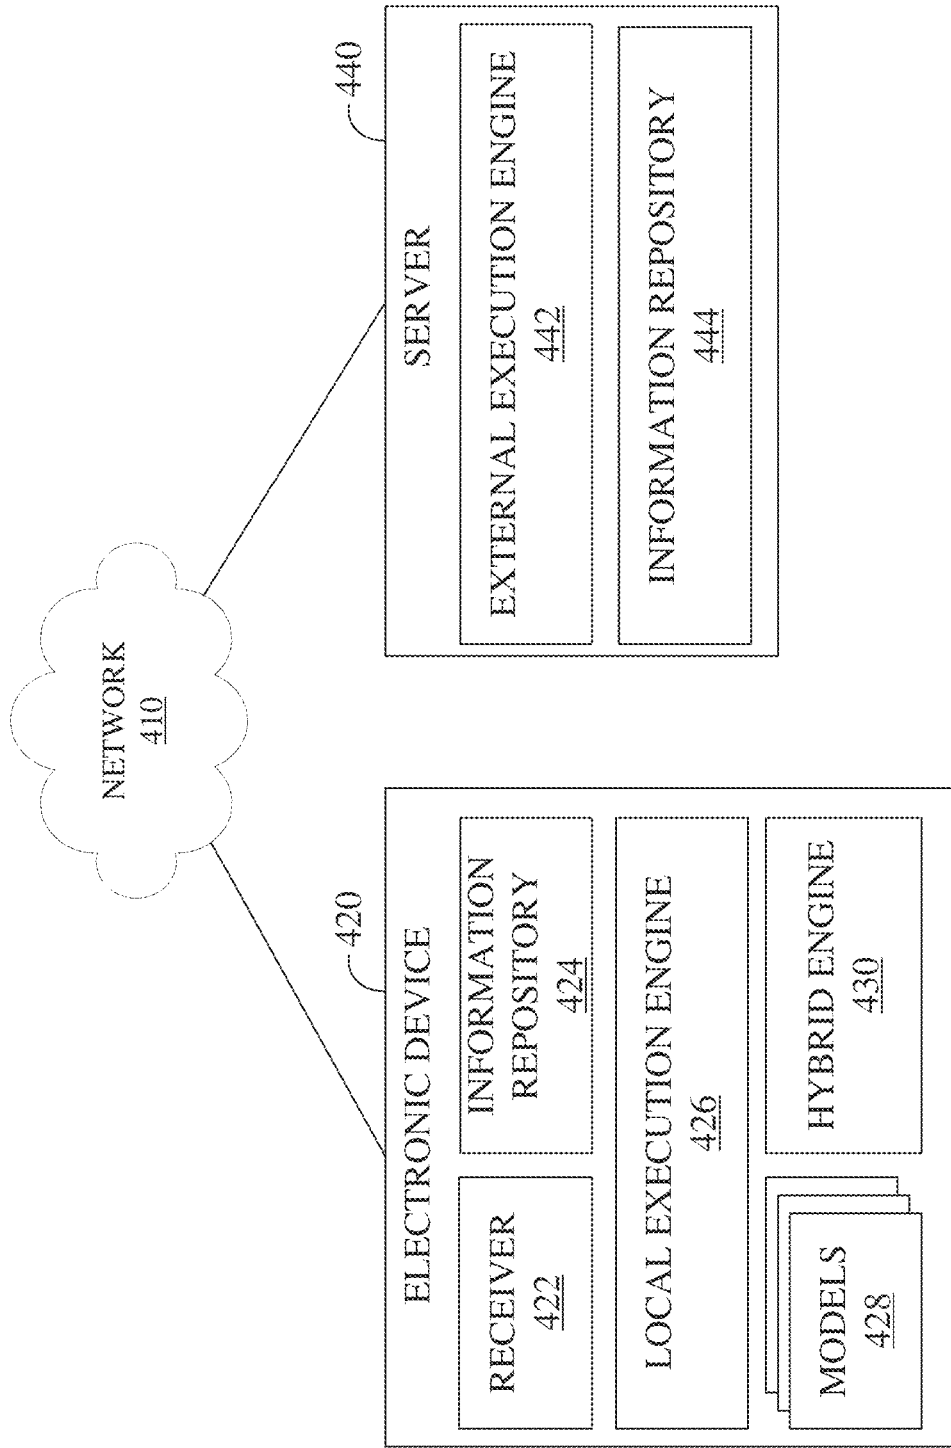 NETWORK
410
420
ELECTRONIC DEVICE
RECEIVER
422
INFORMATION
REPOSITORY
424
LOCAL EXECUTION ENGINE
426
MODELS
428
HYBRID ENGINE
430
440
SERVER
EXTERNAL EXECUTION ENGINE
442
INFORMATION REPOSITORY
444